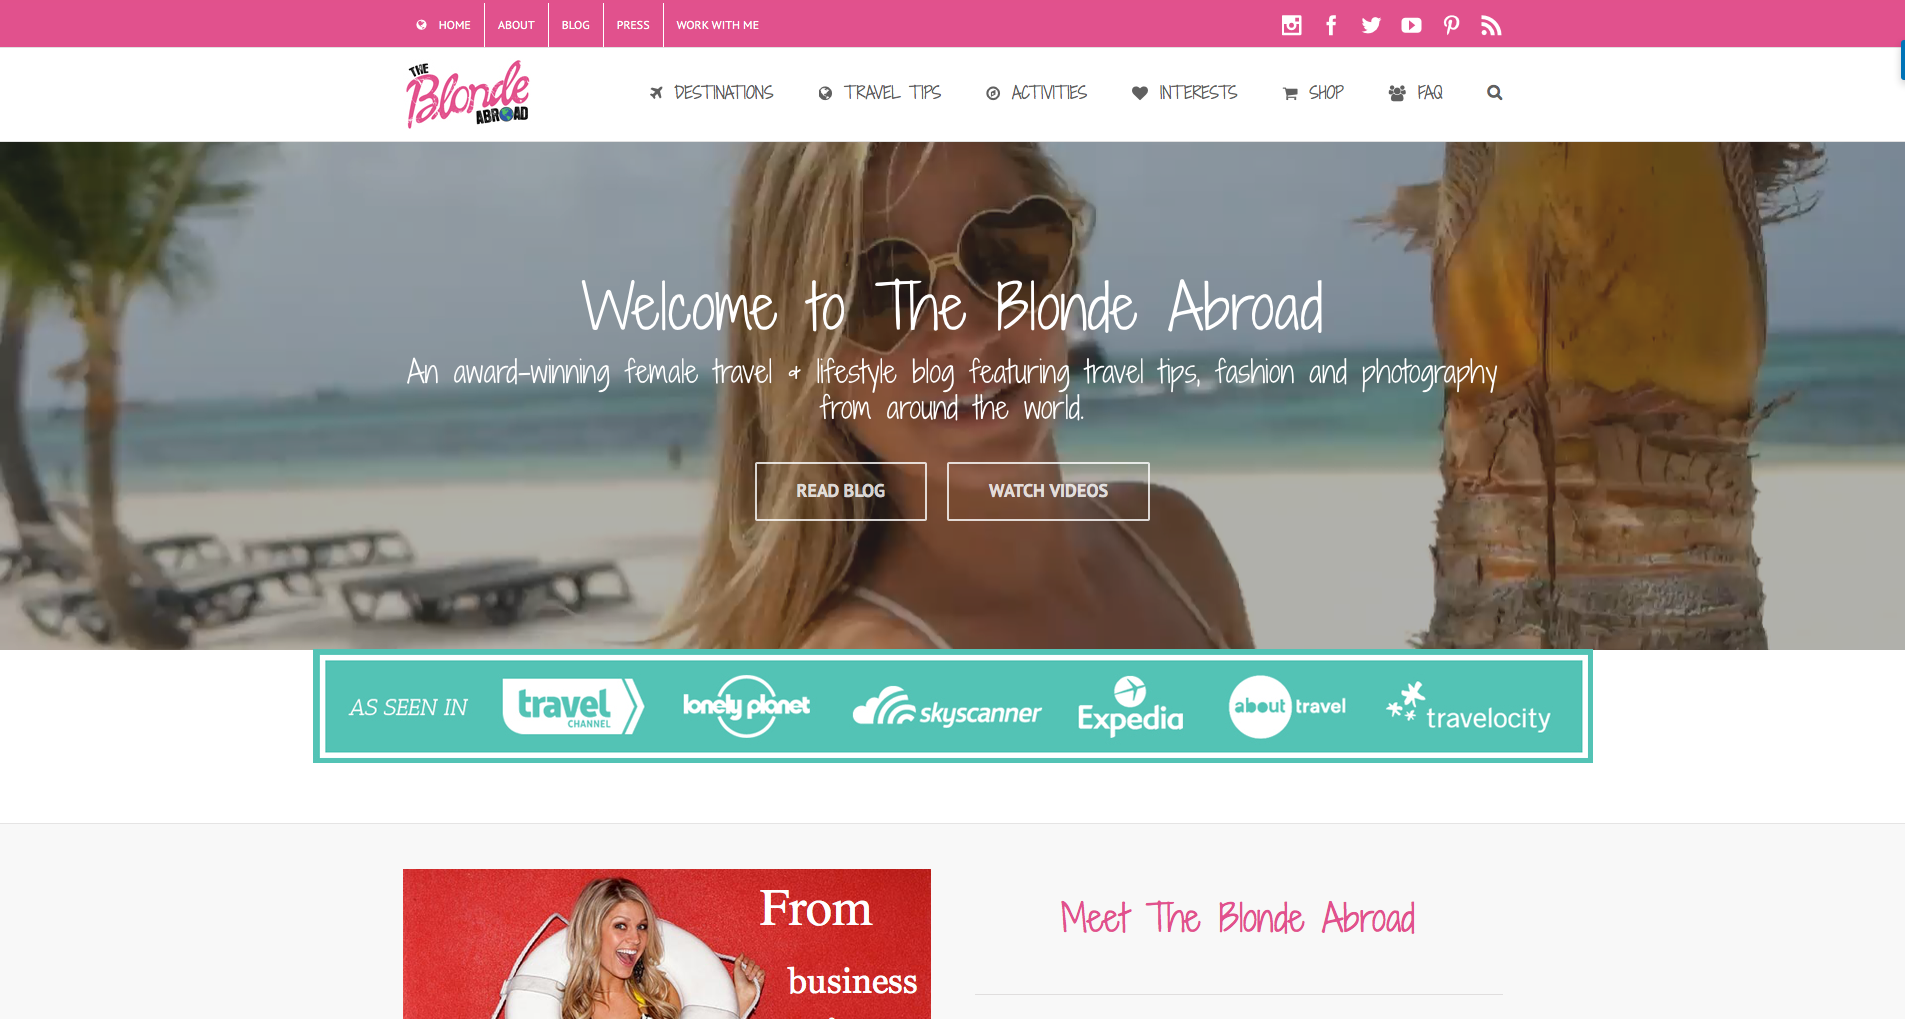 HOME
ABOUT
BLOG
PRESS
WORK WITH ME
THE
Blonde
ABROAD
DESTINATIONS
TRAVEL TIPS
ACTIVITIES
INTERESTS
SHOP
FAQ
Welcome to The Blonde Abroad
An award-winning female travel & lifestyle blog featuring travel tips, fashion and photography
from around the world.
READ BLOG
WATCH VIDEOS
AS SEEN IN
travel
CHANNEL
lonely planet
skyscanner
Expedia
about travel
travelocity
From
business
Meet The Blonde Abroad